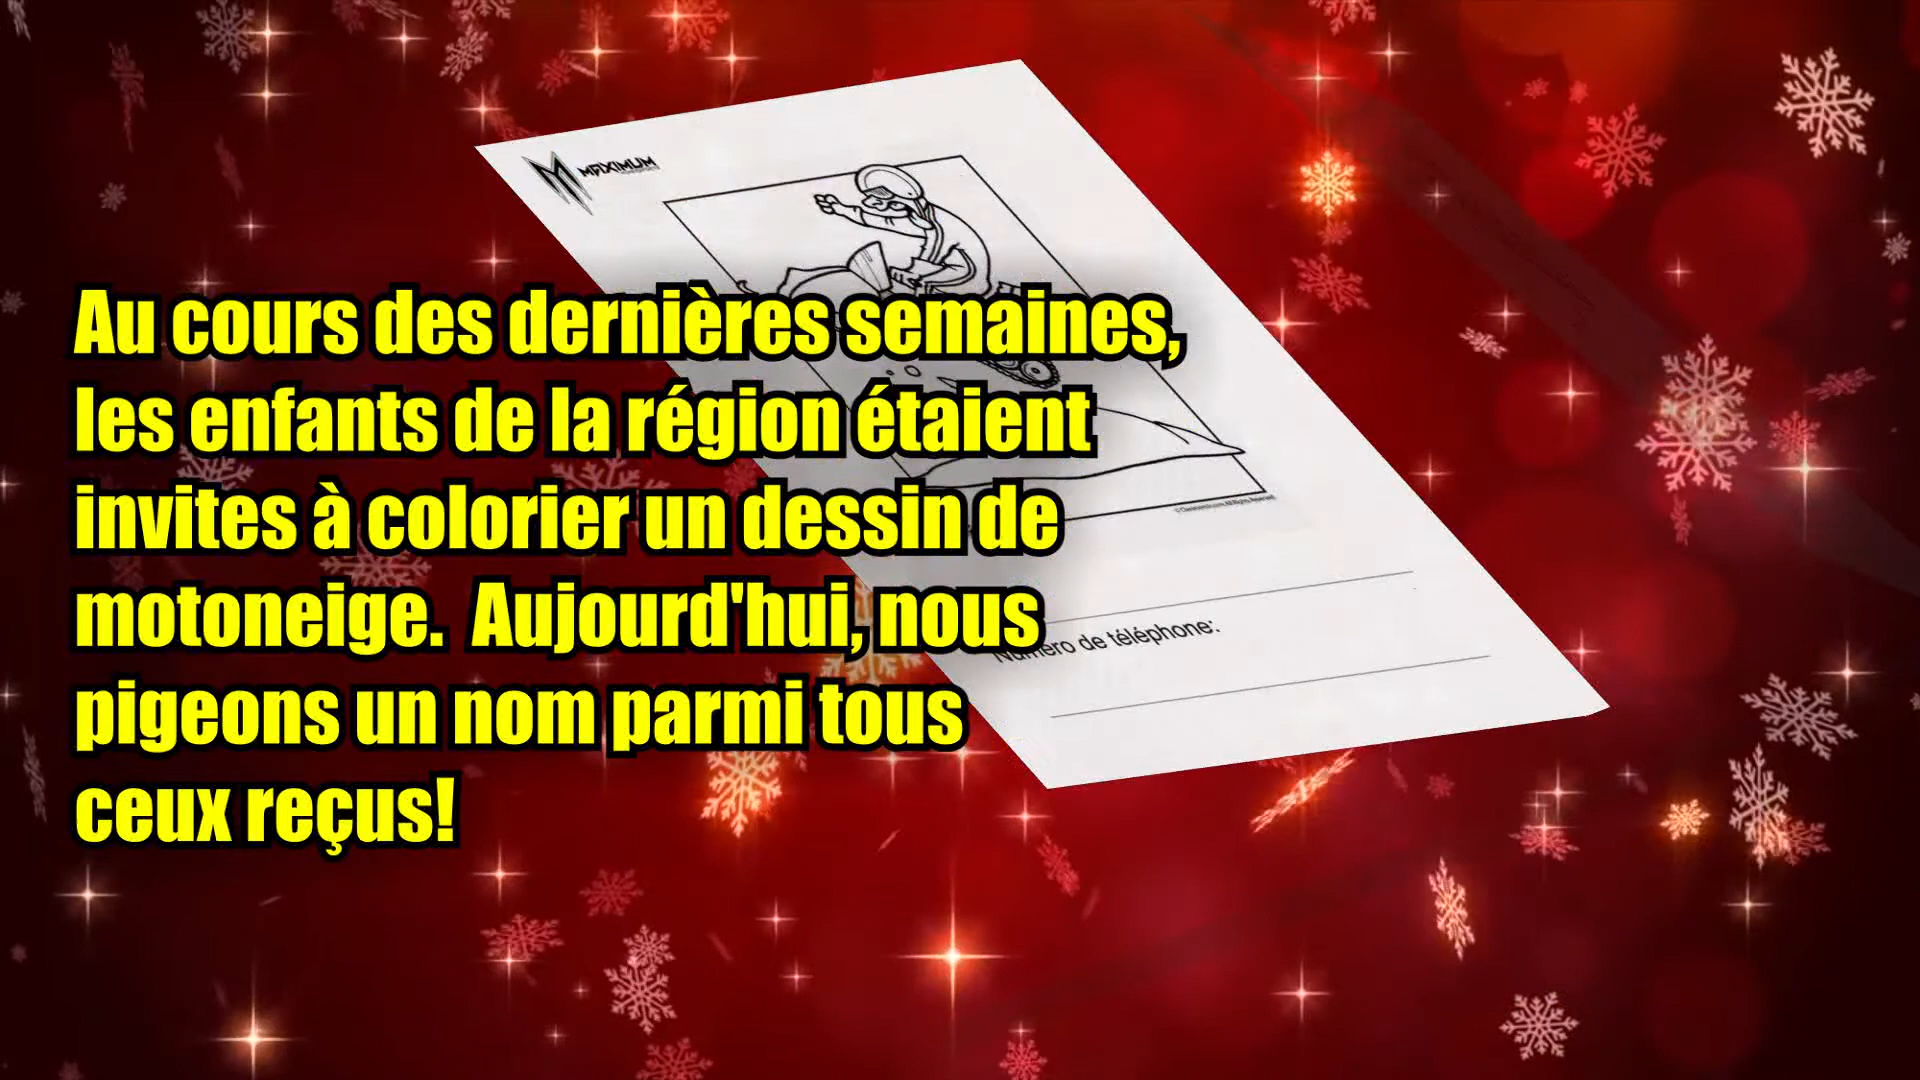 MAXIMUM
Au cours des dernières semaines,
les enfants de la région étaient
invites à colorier un dessin de
motoneige. Aujourd'hui, nous
pigeons un nom parmi tous
ceux reçus!
Numéro de téléphone: